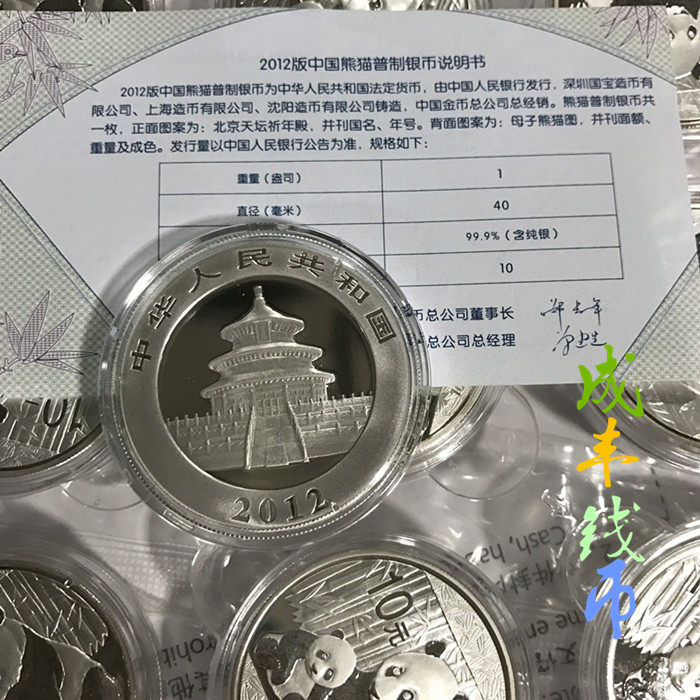 2012版中国熊猫普制银币说明书
2012版中国熊猫普制银币为中华人民共和国法定货币，由中国人民银行发行，深圳国宝造币有
限公司、上海造币有限公司、沈阳造币有限公司铸造，中国金币总公司总经销。熊猫普制银币共
一枚，正面图案为：北京天坛祈年殿，并刊国名、年号。背面图案为：母子熊猫图，并刊面额、
重量及成色。发行量以中国人民银行公告为准，规格如下：
重量（盎司） 1
直径（毫米） 40
99.9%（含纯银）
10
币总公司董事长
总公司总经理
中华人民共和国
2012
成丰钱币
10元
Cash, ha